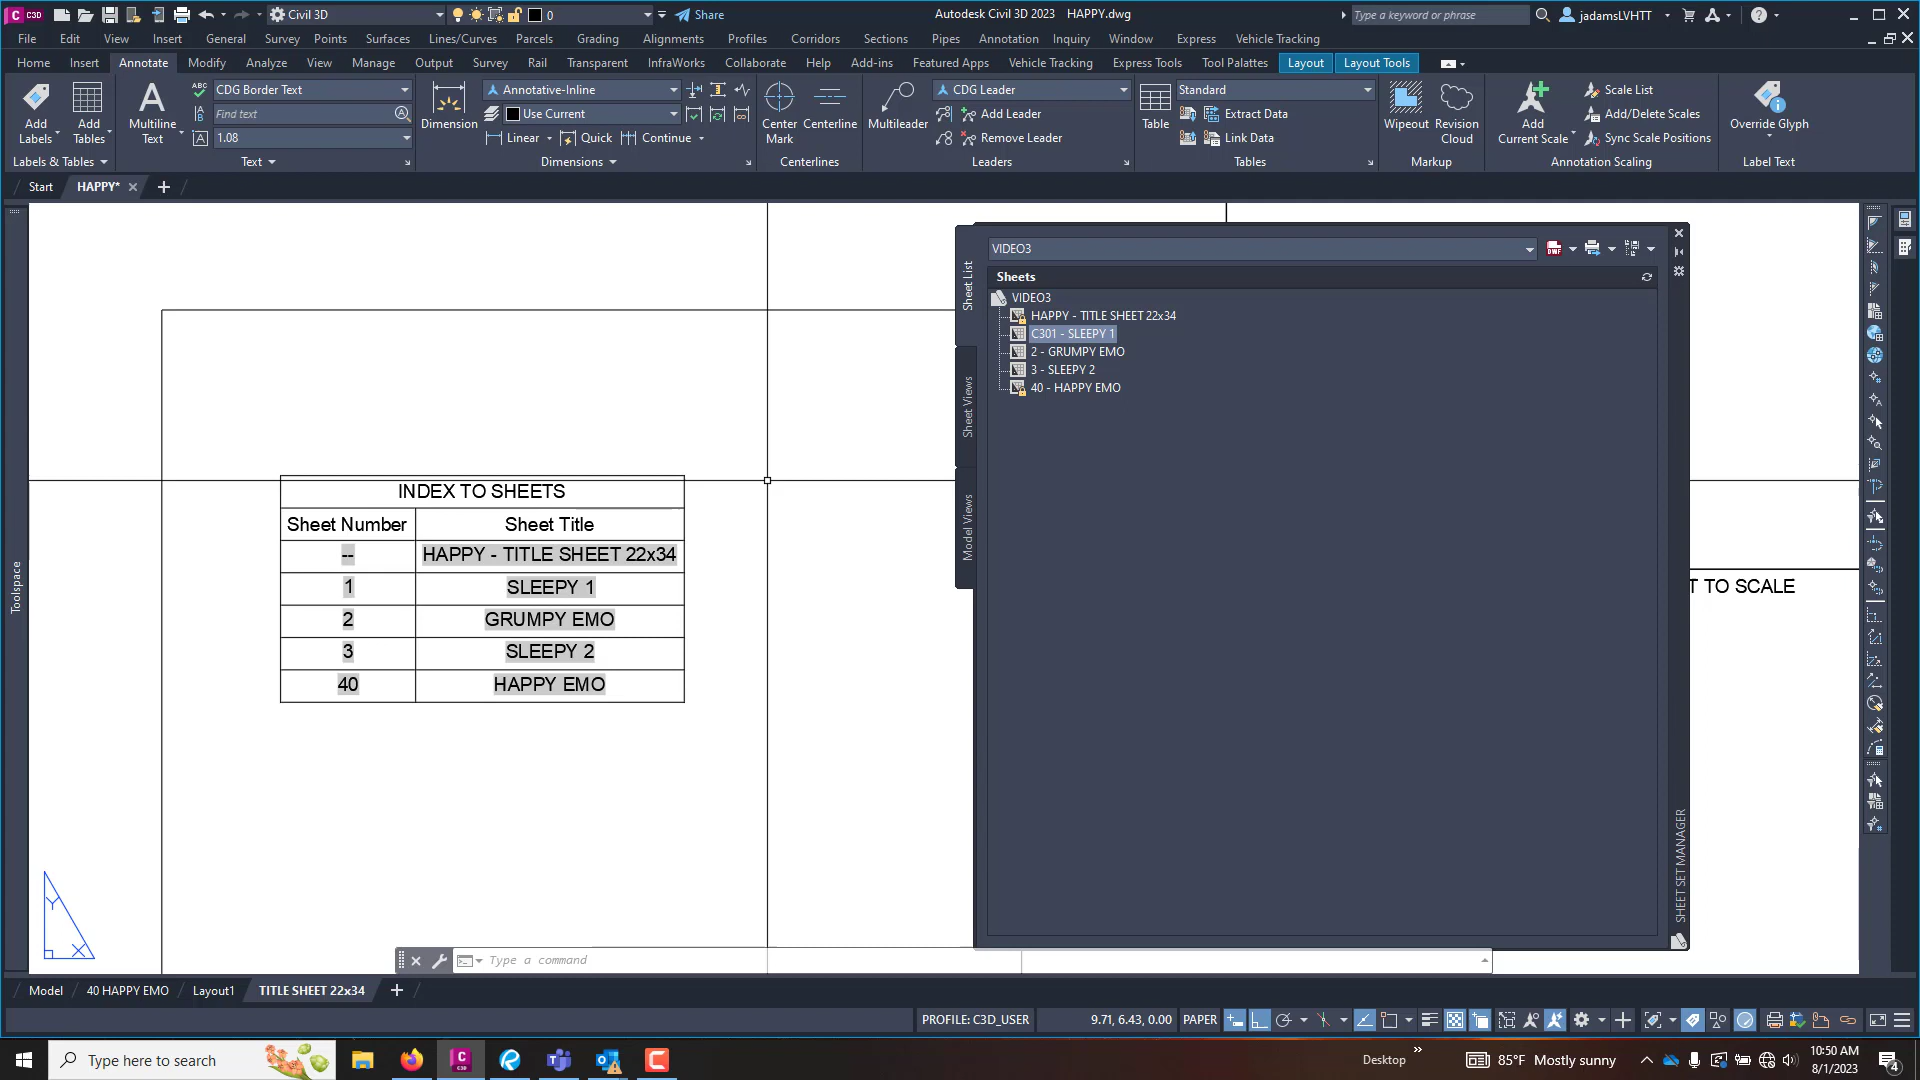 C3D Civil 3D 0 Share Autodesk Civil 3D 2023 HAPPY.dwg Type a keyword or phrase jadamsLVHTT
File Edit View Insert General Survey Points Surfaces Lines/Curves Parcels Grading Alignments Profiles Corridors Sections Pipes Annotation Inquiry Window Express Vehicle Tracking
Home Insert Annotate Modify Analyze View Manage Output Survey Rail Transparent InfraWorks Collaborate Help Add-ins Featured Apps Vehicle Tracking Express Tools Tool Palettes Layout Layout Tools
ABC CDG Border Text Annotative-Inline CDG Leader Standard Scale List
Find text Use Current Add Leader Extract Data Add/Delete Scales
Add Labels Add Tables Multiline Text Dimension Center Mark Centerline Multileader Table Wipeout Revision Cloud Add Current Scale Override Glyph
1.08 Linear Quick Continue Remove Leader Link Data Sync Scale Positions
Labels & Tables Text Dimensions Centerlines Leaders Tables Markup Annotation Scaling Label Text
Start HAPPY*
Toolspace
INDEX TO SHEETS
Sheet Number Sheet Title
-- HAPPY - TITLE SHEET 22x34
1 SLEEPY 1
2 GRUMPY EMO
3 SLEEPY 2
40 HAPPY EMO
Sheet List
Sheet Views
Model Views
VIDEO3
DWF
Sheets
VIDEO3
HAPPY - TITLE SHEET 22x34
C301 - SLEEPY 1
2 - GRUMPY EMO
3 - SLEEPY 2
40 - HAPPY EMO
SHEET SET MANAGER
T TO SCALE
Y
X
Type a command
Model 40 HAPPY EMO Layout1 TITLE SHEET 22x34
PROFILE: C3D_USER 9.71, 6.43, 0.00 PAPER
Type here to search Desktop 85°F Mostly sunny 10:50 AM
8/1/2023 4